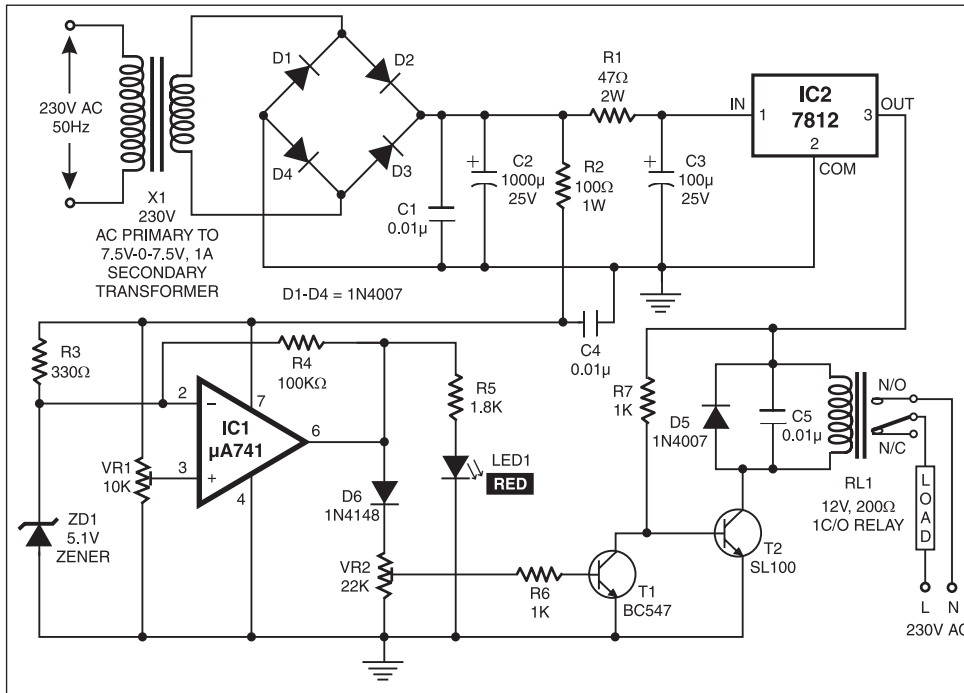 230V AC
50Hz
X1
230V
AC PRIMARY TO
7.5V-0-7.5V, 1A
SECONDARY
TRANSFORMER
D1
D2
D4
D3
D1-D4 = 1N4007
C1
0.01µ
+
C2
1000µ
25V
R2
100Ω
1W
R1
47Ω
2W
+
C3
100µ
25V
IN
1
IC2
7812
3
OUT
2
COM
C4
0.01µ
R3
330Ω
R4
100KΩ
R5
1.8K
2
−
7
IC1
µA741
6
3
+
4
VR1
10K
ZD1
5.1V
ZENER
LED1
RED
D6
1N4148
VR2
22K
R6
1K
T1
BC547
R7
1K
D5
1N4007
C5
0.01µ
T2
SL100
N/O
N/C
RL1
12V, 200Ω
1C/O RELAY
LOAD
L
N
230V AC